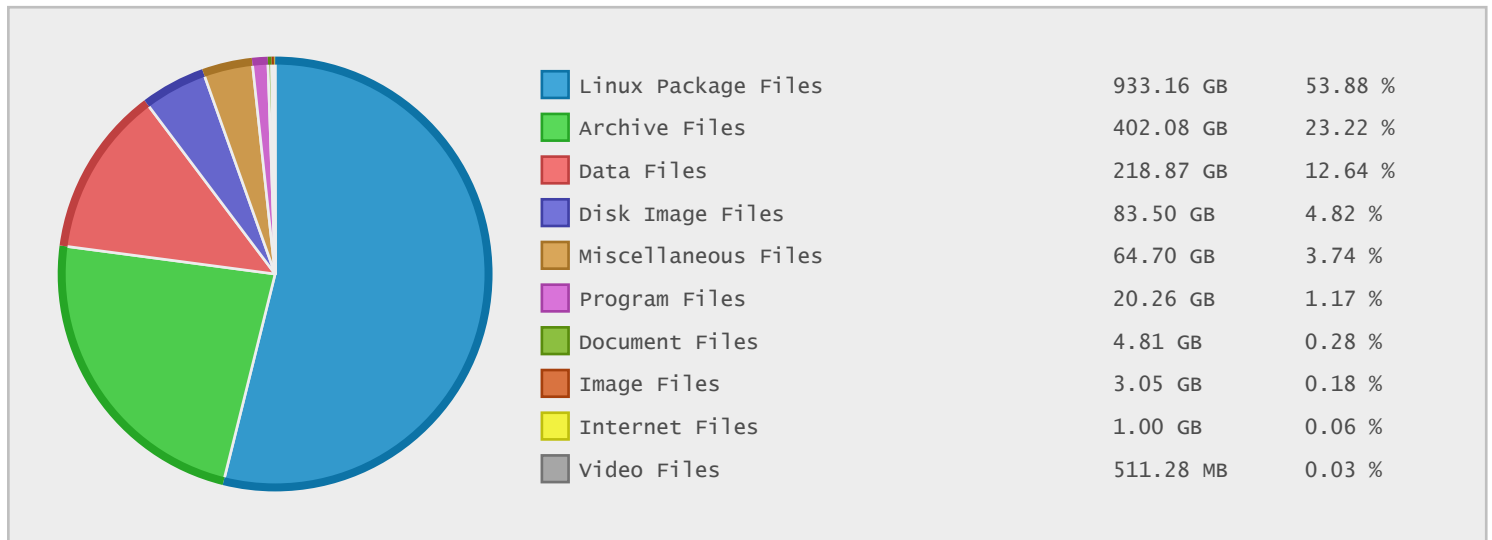 Linux Package Files 933.16 GB 53.88 %
Archive Files 402.08 GB 23.22 %
Data Files 218.87 GB 12.64 %
Disk Image Files 83.50 GB 4.82 %
Miscellaneous Files 64.70 GB 3.74 %
Program Files 20.26 GB 1.17 %
Document Files 4.81 GB 0.28 %
Image Files 3.05 GB 0.18 %
Internet Files 1.00 GB 0.06 %
Video Files 511.28 MB 0.03 %